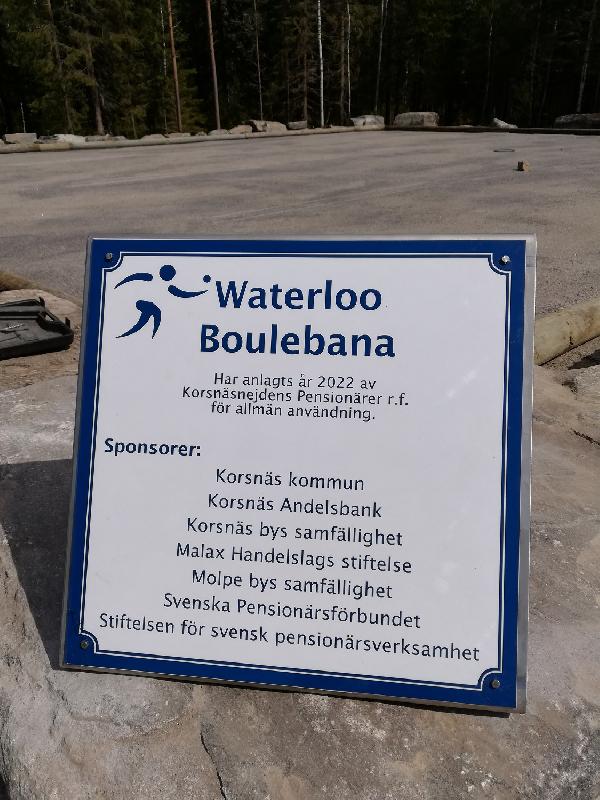 Waterloo
Boulebana
Har anlagts år 2022 av
Korsnäsnejdens Pensionärer r.f.
för allmän användning.
Sponsorer:
Korsnäs kommun
Korsnäs Andelsbank
Korsnäs bys samfällighet
Malax Handelslags stiftelse
Molpe bys samfällighet
Svenska Pensionärsförbundet
Stiftelsen för svensk pensionärsverksamhet